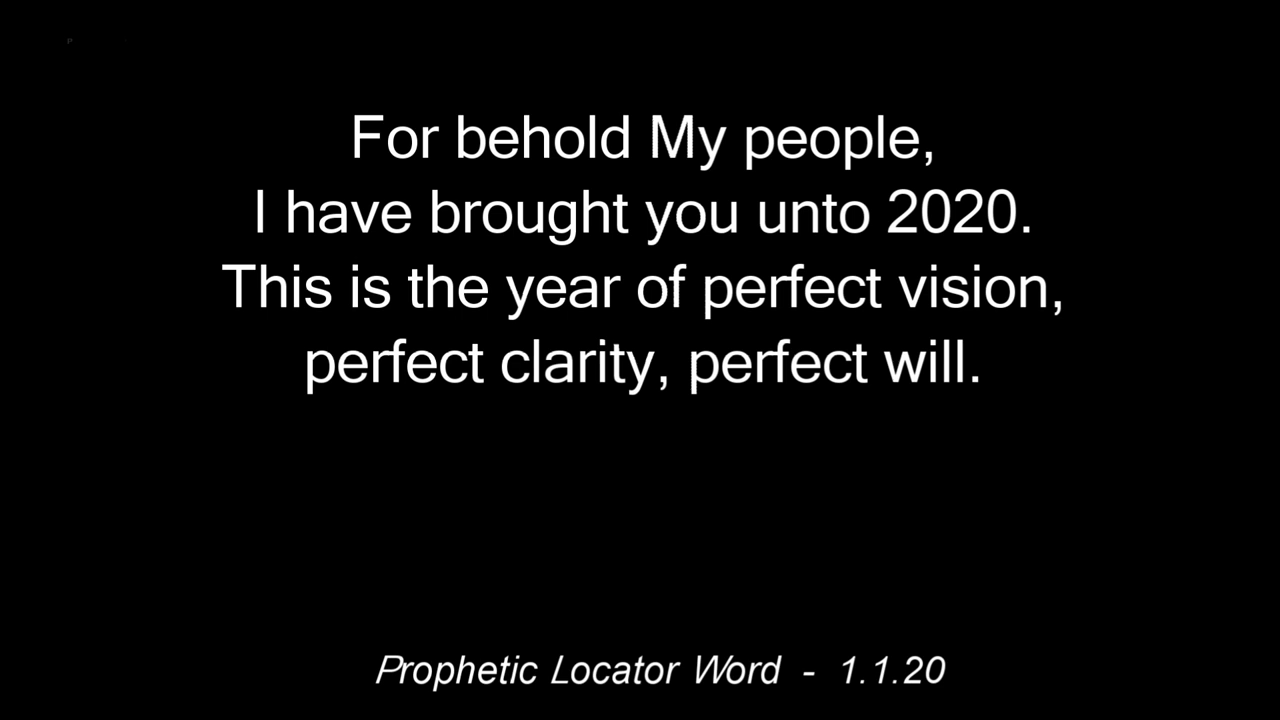 For behold My people,
I have brought you unto 2020.
This is the year of perfect vision,
perfect clarity, perfect will.
Prophetic Locator Word - 1.1.20